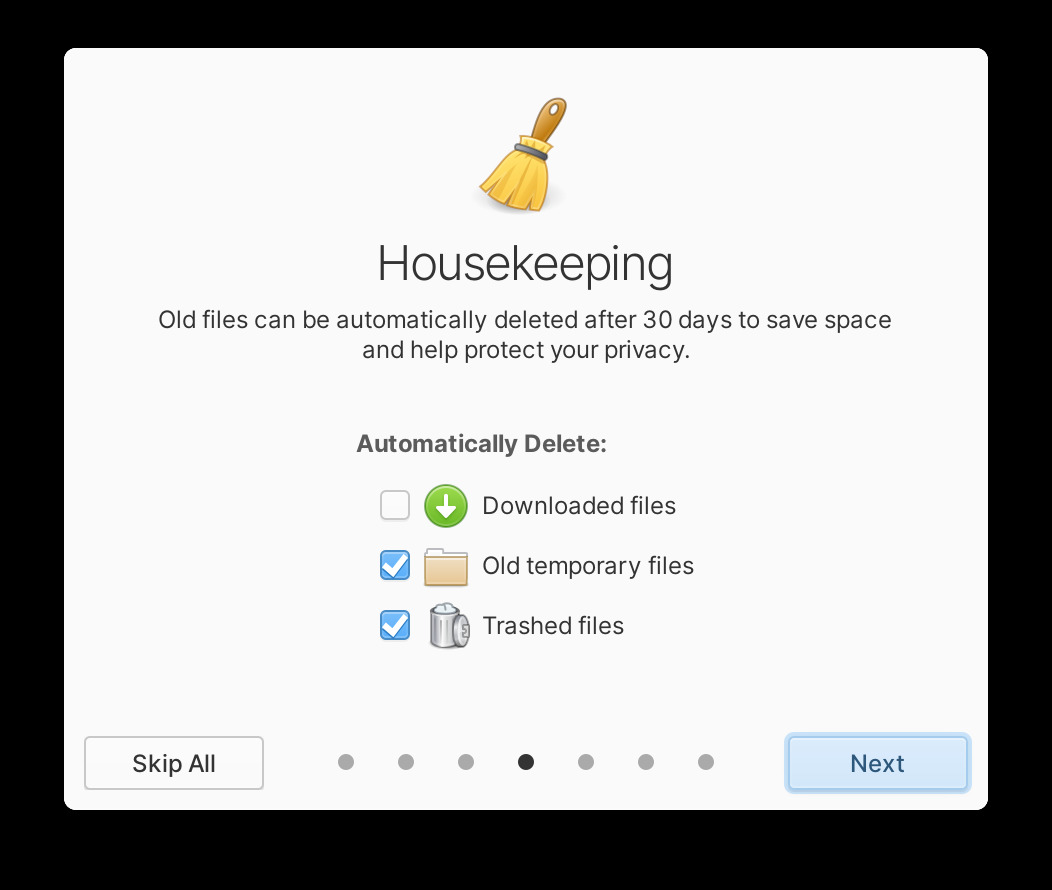 Housekeeping
Old files can be automatically deleted after 30 days to save space
and help protect your privacy.
Automatically Delete:
Downloaded files
Old temporary files
Trashed files
Skip All
Next